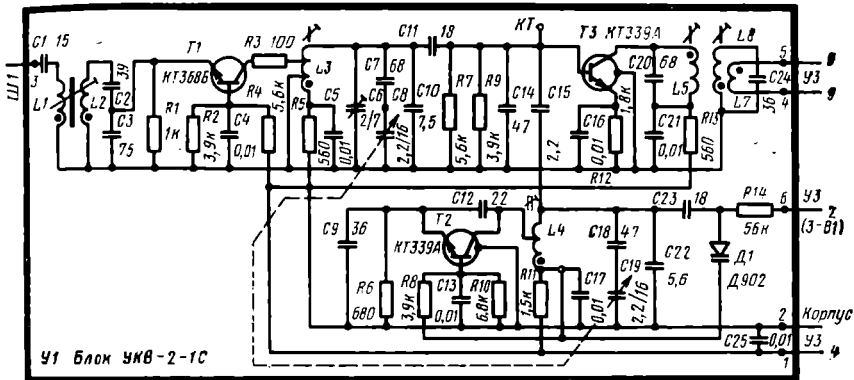 Ш1
C1 15
3
L1
L2
39
C2
C3
75
T1
КТ368Б
R1
1к
R2
3,9к
C4
0,01
R4
5,6к
R3 100
L3
R5
560
C5
0,01
C7
68
C6
2/7
C8
2,2/16
C11 18
C10
7,5
R7
5,6к
R9
3,9к
C14
47
КТ
C15
2,2
T3 КТ339А
C16
0,01
1,8к
R12
C20
68
C21
0,01
L5
R13
560
L8
L7
C24
36
5
8
У3
4
9
C9
36
R6
680
T2
КТ339А
R8
3,9к
C13
0,01
R10
6.8к
C12 22
L4
R11
1,5к
C17
0,01
C18
47
C19
2,2/16
C22
5,6
C23
18
Д1
Д902
R14
56к
6
У3
2
(3-В1)
2
Корпус
C25
0,01
1
У3
4
У1 Блок УКВ-2-1С